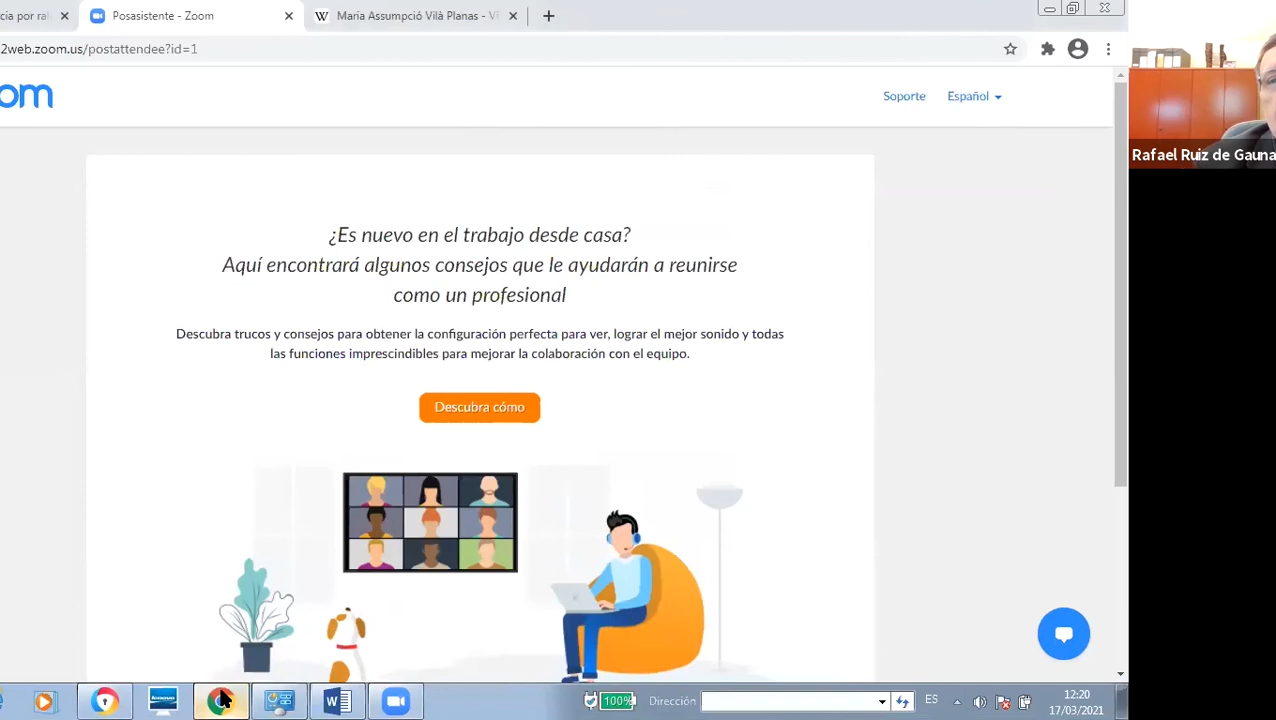 cia por ra
Posasistente - Zoom
Maria Assumpció Vilà Planas - Vi
2web.zoom.us/postattendee?id=1
om
Soporte
Español
Rafael Ruiz de Gauna
¿Es nuevo en el trabajo desde casa?
Aquí encontrará algunos consejos que le ayudarán a reunirse
como un profesional
Descubra trucos y consejos para obtener la configuración perfecta para ver, lograr el mejor sonido y todas
las funciones imprescindibles para mejorar la colaboración con el equipo.
Descubra cómo
lenovo
100%
Dirección
ES
12:20
17/03/2021